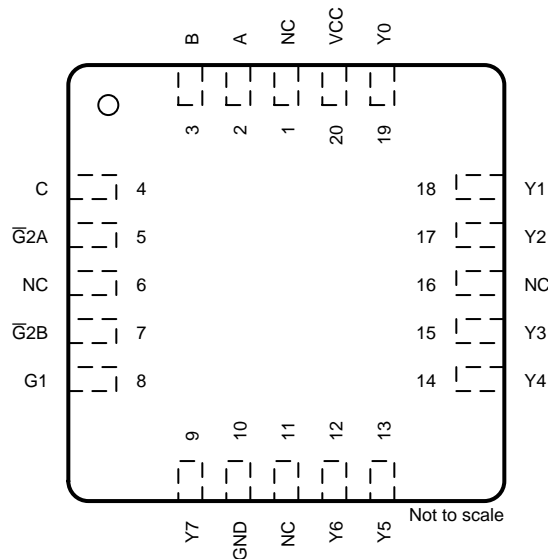 B A NC VCC Y0
3 2 1 20 19
C 4 18 Y1
G̅2A 5 17 Y2
NC 6 16 NC
G̅2B 7 15 Y3
G1 8 14 Y4
9 10 11 12 13
Y7 GND NC Y6 Y5
Not to scale